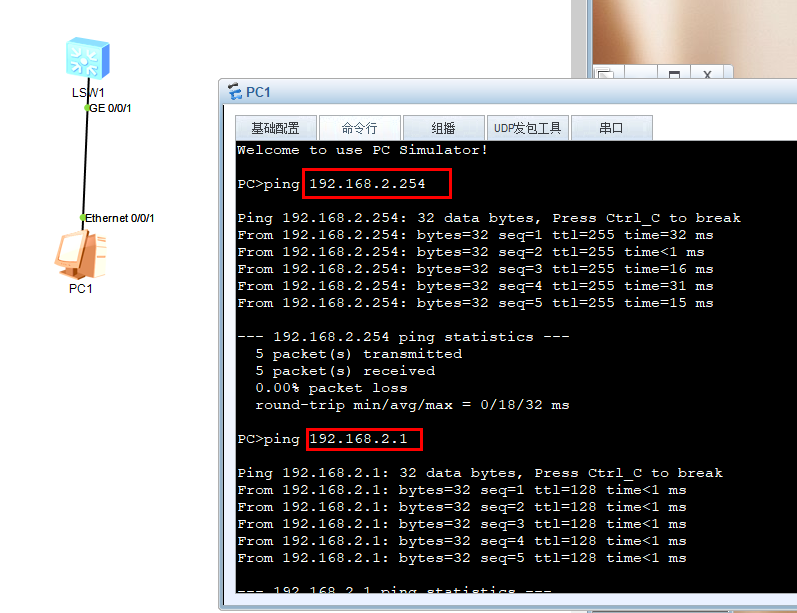 LSW1
GE 0/0/1
Ethernet 0/0/1
PC1
PC1
基础配置 命令行 组播 UDP发包工具 串口
Welcome to use PC Simulator!
PC>ping 192.168.2.254
Ping 192.168.2.254: 32 data bytes, Press Ctrl_C to break
From 192.168.2.254: bytes=32 seq=1 ttl=255 time=32 ms
From 192.168.2.254: bytes=32 seq=2 ttl=255 time<1 ms
From 192.168.2.254: bytes=32 seq=3 ttl=255 time=16 ms
From 192.168.2.254: bytes=32 seq=4 ttl=255 time=31 ms
From 192.168.2.254: bytes=32 seq=5 ttl=255 time=15 ms
--- 192.168.2.254 ping statistics ---
5 packet(s) transmitted
5 packet(s) received
0.00% packet loss
round-trip min/avg/max = 0/18/32 ms
PC>ping 192.168.2.1
Ping 192.168.2.1: 32 data bytes, Press Ctrl_C to break
From 192.168.2.1: bytes=32 seq=1 ttl=128 time<1 ms
From 192.168.2.1: bytes=32 seq=2 ttl=128 time<1 ms
From 192.168.2.1: bytes=32 seq=3 ttl=128 time<1 ms
From 192.168.2.1: bytes=32 seq=4 ttl=128 time<1 ms
From 192.168.2.1: bytes=32 seq=5 ttl=128 time<1 ms
--- 192.168.2.1 ping statistics ---